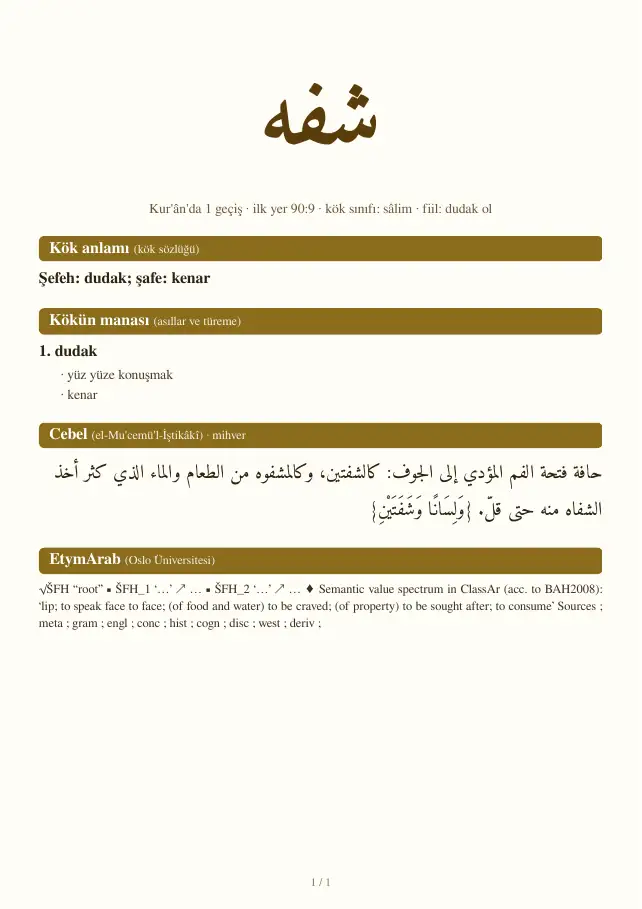 شفه
Kur'ân'da 1 geçiş · ilk yer 90:9 · kök sınıfı: sâlim · fiil: dudak ol
Kök anlamı (kök sözlüğü)
Şefeh: dudak; şafe: kenar
Kökün manası (asıllar ve türeme)
1. dudak
· yüz yüze konuşmak
· kenar
Cebel (el-Mu'cemü'l-İştikâkî) · mihver
حافة فتحة الفم المؤدي إلى الجوف: كالشفتين، وكالمشفوه من الطعام والماء الذي كثر أخذ
الشفاه منه حتى قلّ. {وَلِسَانًا وَشَفَتَيْنِ}
EtymArab (Oslo Üniversitesi)
√ŠFH “root” ▪ ŠFH_1 ‘…’ ↗ … ▪ ŠFH_2 ‘…’ ↗ … ♦ Semantic value spectrum in ClassAr (acc. to BAH2008):
‘lip; to speak face to face; (of food and water) to be craved; (of property) to be sought after; to consume’ Sources ;
meta ; gram ; engl ; conc ; hist ; cogn ; disc ; west ; deriv ;
1 / 1